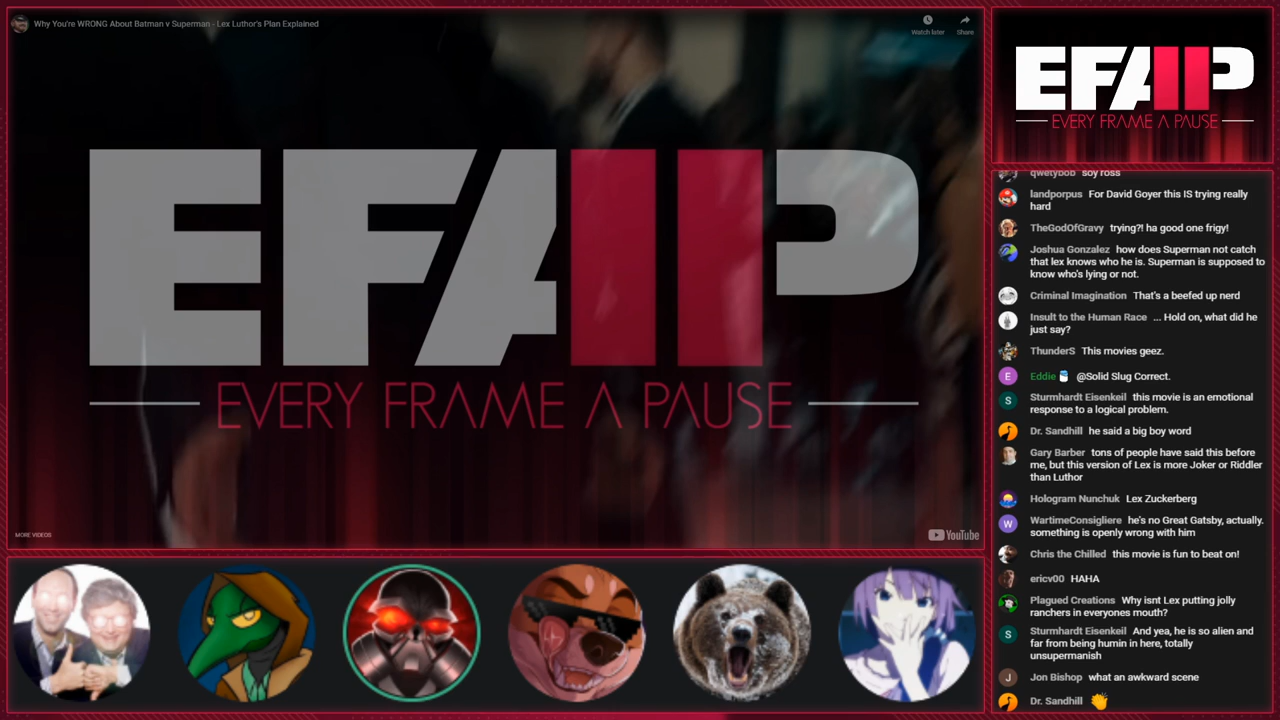 Why You're WRONG About Batman v Superman - Lex Luthor's Plan Explained
Watch later
Share
EFAP
EVERY FRAME A PAUSE
MORE VIDEOS
YouTube
EFAP
EVERY FRAME A PAUSE
qwetybob soy ross
landporpus For David Goyer this IS trying really
hard
TheGodOfGravy trying?! ha good one frigy!
Joshua Gonzalez how does Superman not catch
that lex knows who he is. Superman is supposed to
know who's lying or not.
Criminal Imagination That's a beefed up nerd
Insult to the Human Race ... Hold on, what did he
just say?
ThunderS This movies geez.
E
Eddie @Solid Slug Correct.
S
Sturmhardt Eisenkeil this movie is an emotional
response to a logical problem.
Dr. Sandhill he said a big boy word
Gary Barber tons of people have said this before
me, but this version of Lex is more Joker or Riddler
than Luthor
Hologram Nunchuk Lex Zuckerberg
W
WartimeConsigliere he's no Great Gatsby, actually.
something is openly wrong with him
Chris the Chilled this movie is fun to beat on!
ericv00 HAHA
Plagued Creations Why isnt Lex putting jolly
ranchers in everyones mouth?
S
Sturmhardt Eisenkeil And yea, he is so alien and
far from being humin in here, totally
unsupermanish
J
Jon Bishop what an awkward scene
Dr. Sandhill 👏